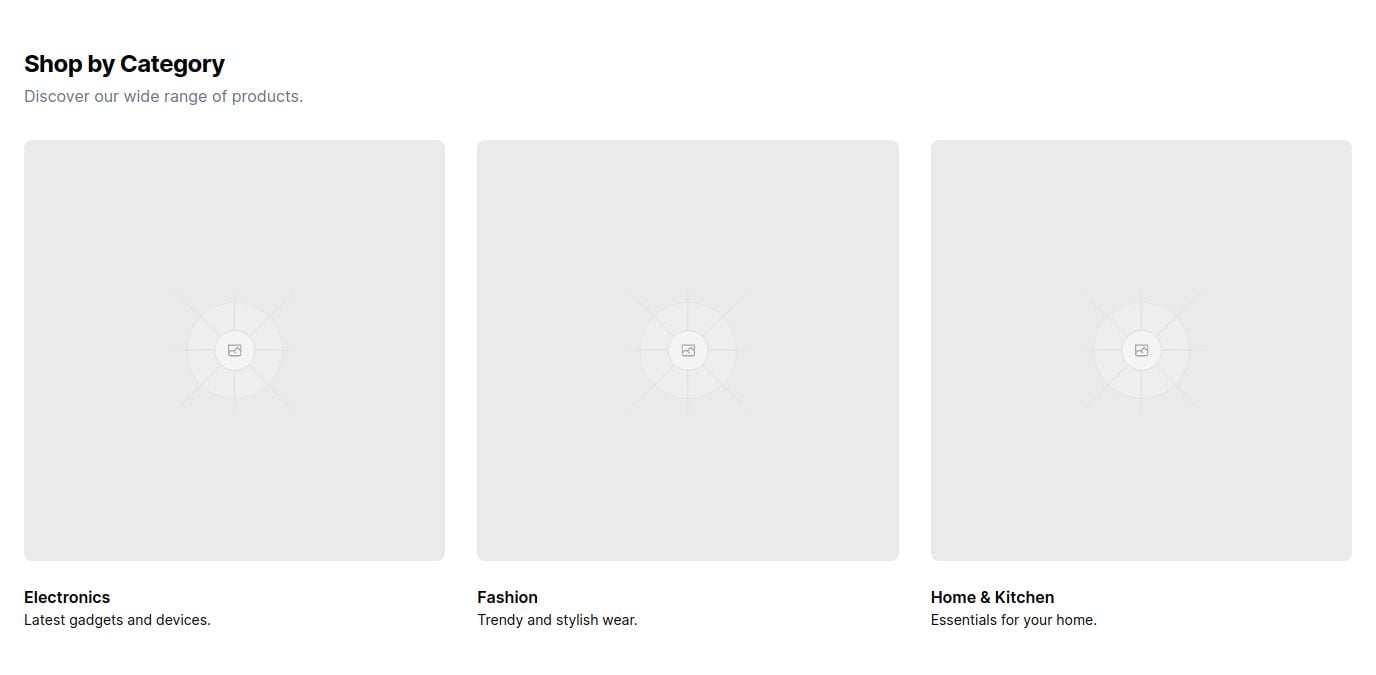 Shop by Category
Discover our wide range of products.
Electronics
Latest gadgets and devices.
Fashion
Trendy and stylish wear.
Home & Kitchen
Essentials for your home.